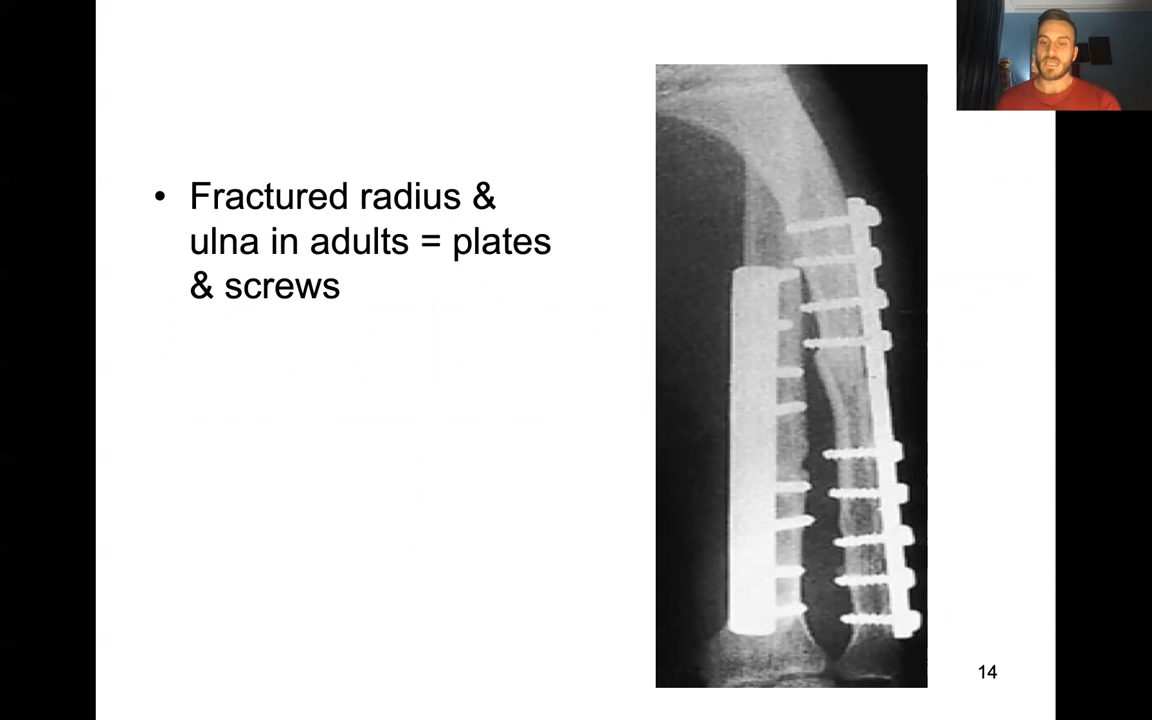 • Fractured radius &
ulna in adults = plates
& screws
14